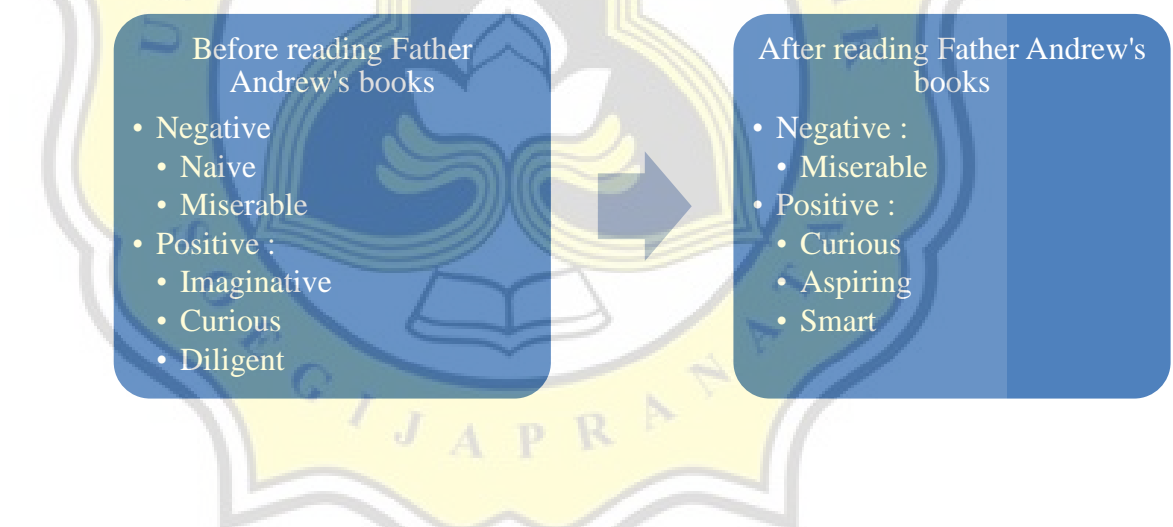 Before reading Father
Andrew's books
• Negative
• Naive
• Miserable
• Positive :
• Imaginative
• Curious
• Diligent
After reading Father Andrew's
books
• Negative :
• Miserable
• Positive :
• Curious
• Aspiring
• Smart
U
I
S O E G I J A P R A N A T A